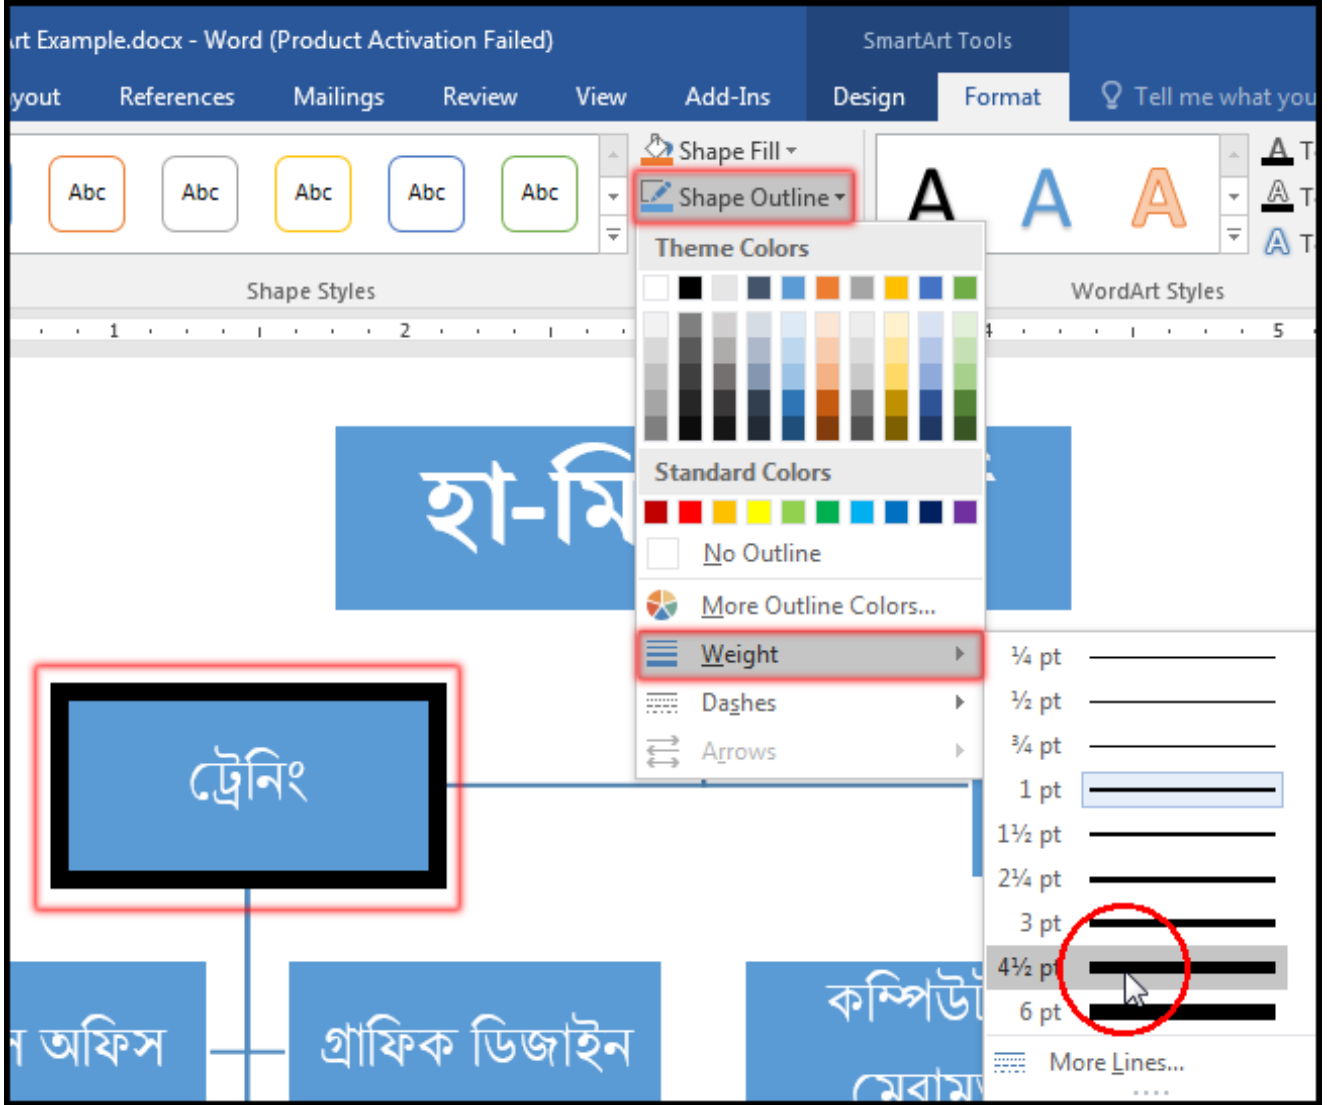 rt Example.docx - Word (Product Activation Failed)
SmartArt Tools
yout References Mailings Review View Add-Ins Design Format Tell me what you
Abc Abc Abc Abc Abc
Shape Fill
Shape Outline
A A A
A T
A T
A T
Shape Styles
WordArt Styles
1 2 4 5
Theme Colors
Standard Colors
No Outline
More Outline Colors...
Weight
Dashes
Arrows
¼ pt
½ pt
¾ pt
1 pt
1½ pt
2¼ pt
3 pt
4½ pt
6 pt
More Lines...
হা-মি
ট্রেনিং
অফিস
গ্রাফিক ডিজাইন